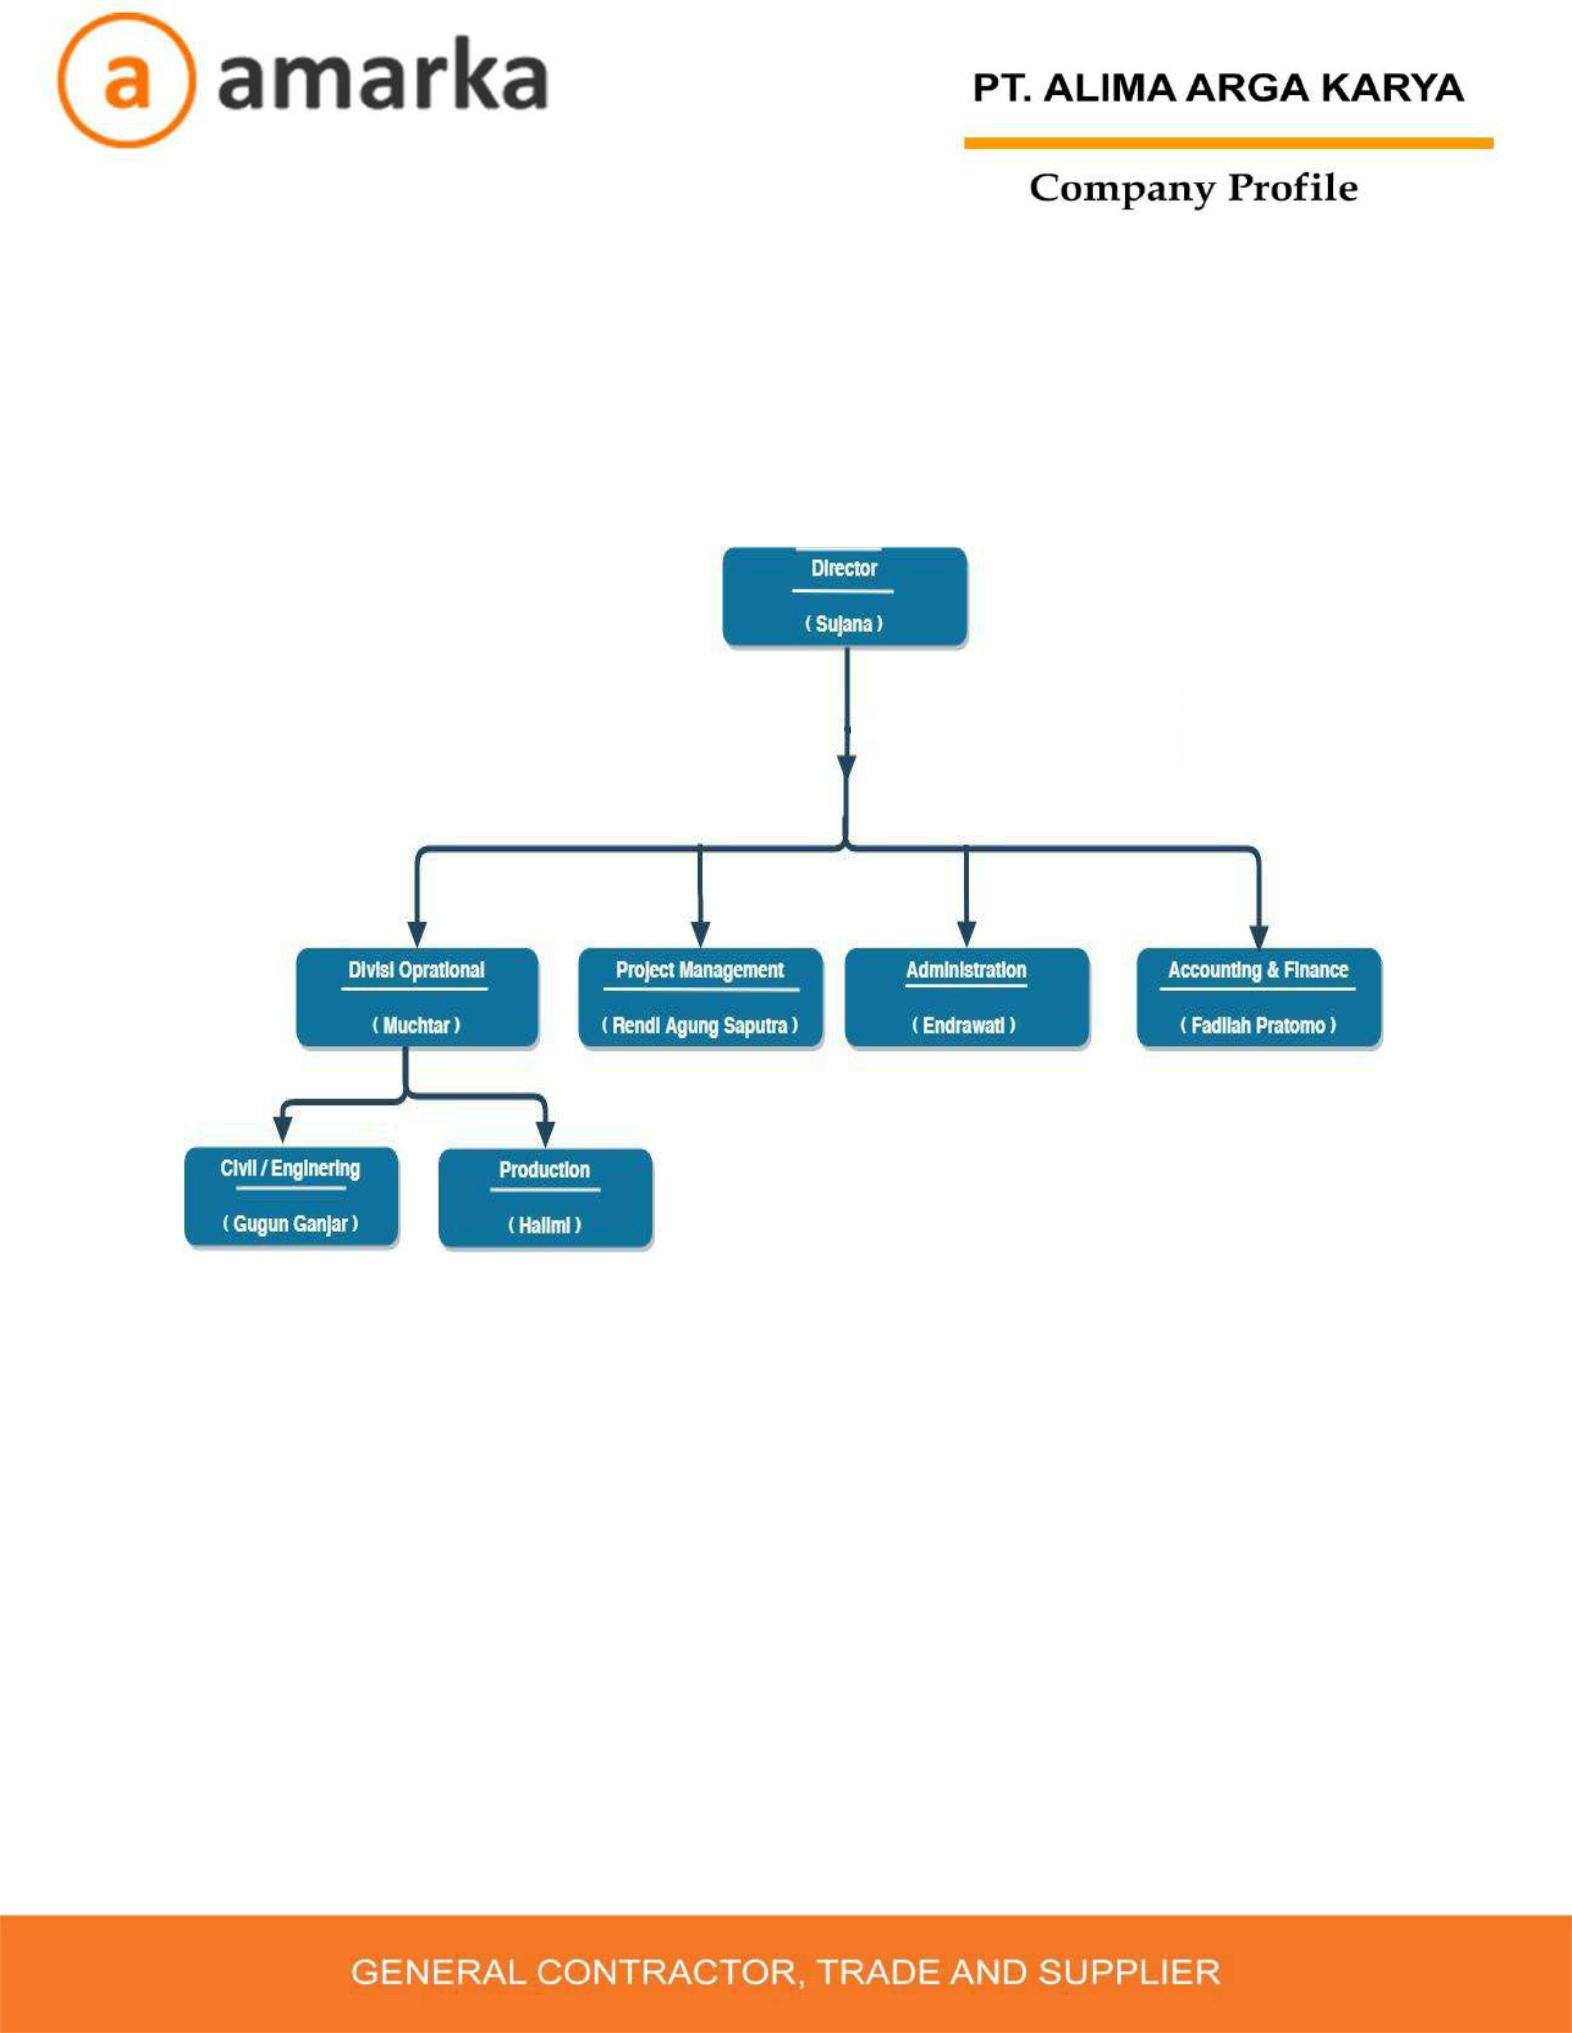 a amarka
PT. ALIMA ARGA KARYA
Company Profile
Director
( Sujana )
Divisi Oprational
( Muchtar )
Project Management
( Rendi Agung Saputra )
Administration
( Endrawati )
Accounting & Finance
( Fadilah Pratomo )
Civil / Enginering
( Gugun Ganjar )
Production
( Halimi )
GENERAL CONTRACTOR, TRADE AND SUPPLIER